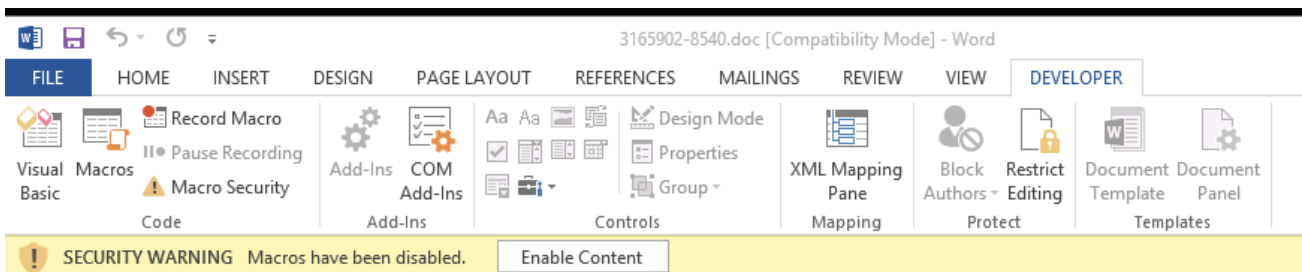 3165902-8540.doc [Compatibility Mode] - Word
FILE HOME INSERT DESIGN PAGE LAYOUT REFERENCES MAILINGS REVIEW VIEW DEVELOPER
Visual Basic
Macros
Record Macro
Pause Recording
Macro Security
Code
Add-Ins
COM Add-Ins
Add-Ins
Aa Aa
Design Mode
Properties
Group
Controls
XML Mapping Pane
Mapping
Block Authors
Restrict Editing
Protect
Document Template
Document Panel
Templates
SECURITY WARNING Macros have been disabled. Enable Content